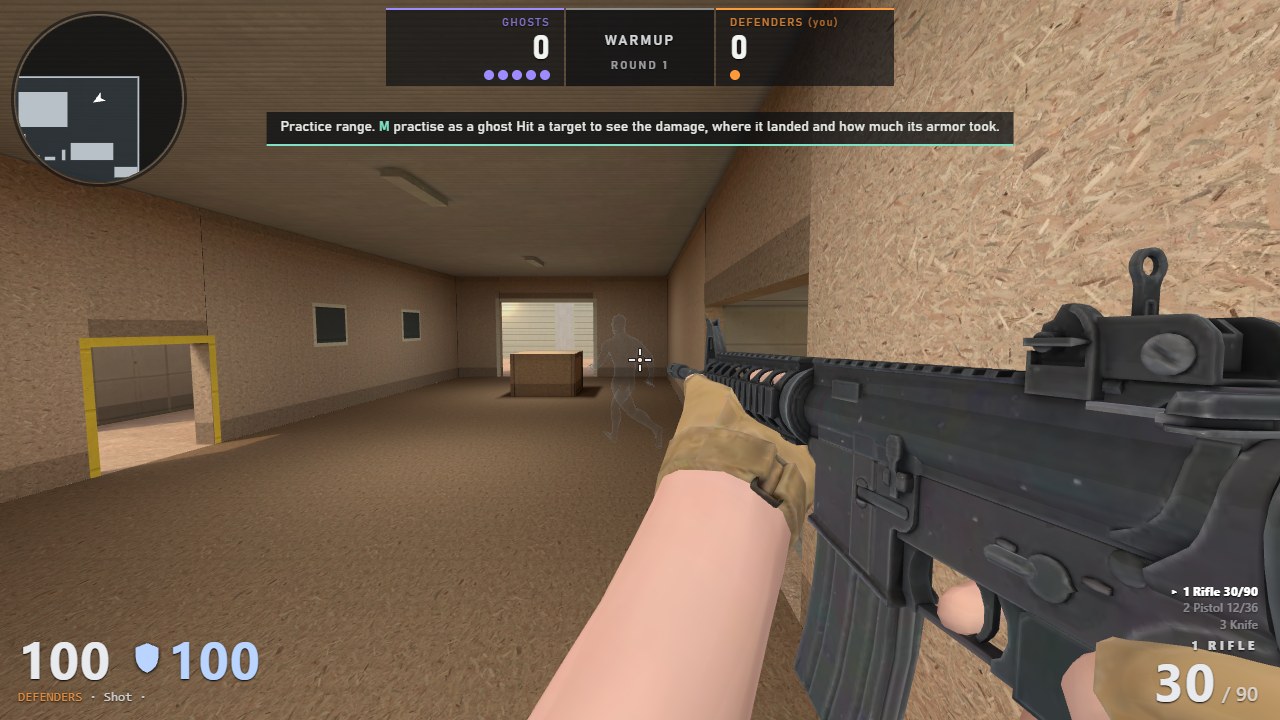 GHOSTS
0
WARMUP
ROUND 1
DEFENDERS (you)
0
Practice range. M practise as a ghost Hit a target to see the damage, where it landed and how much its armor took.
▸ 1 Rifle 30/90
2 Pistol 12/36
3 Knife
1 RIFLE
30 / 90
100 100
DEFENDERS · Shot ·